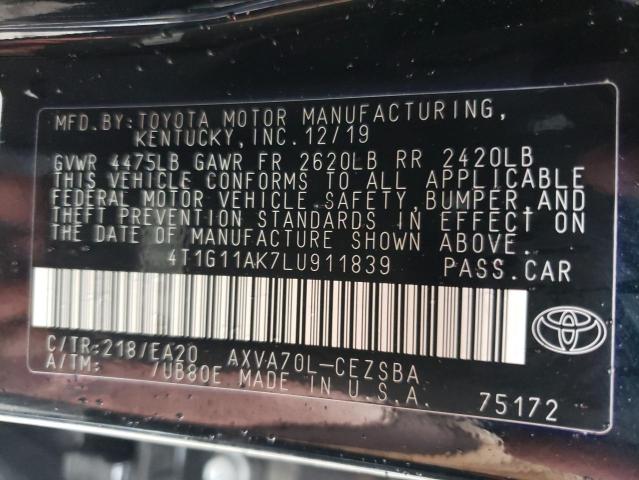 MFD.BY:TOYOTA MOTOR MANUFACTURING,
KENTUCKY,INC.12/19
GVWR 4475LB GAWR FR 2620LB RR 2420LB
THIS VEHICLE CONFORMS TO ALL APPLICABLE
FEDERAL MOTOR VEHICLE SAFETY,BUMPER,AND
THEFT PREVENTION STANDARDS IN EFFECT ON
THE DATE OF MANUFACTURE SHOWN ABOVE.
4T1G11AK7LU911839 PASS.CAR
C/TR:218/EA20 AXVA70L-CEZSBA
A/TM: /UB80E MADE IN U.S.A.
75172